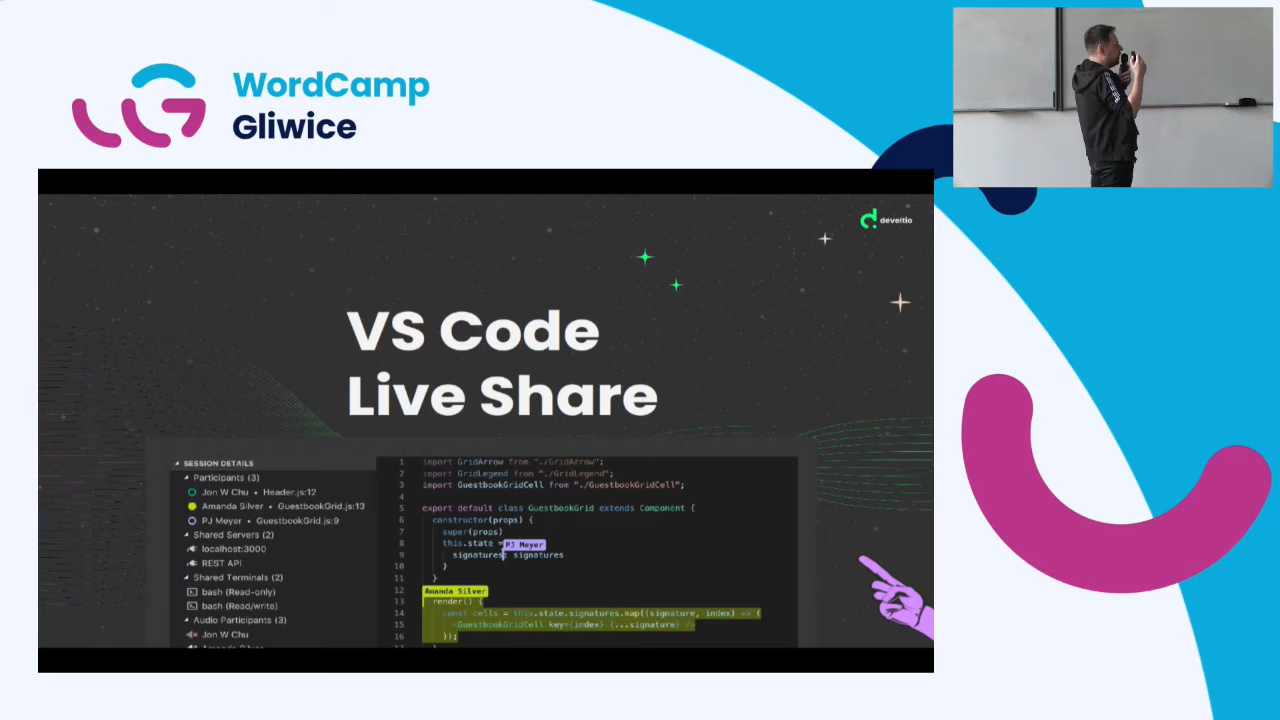 WordCamp
Gliwice
develtio
VS Code
Live Share
SESSION DETAILS
Participants (3)
Jon W Chu • Header.js:12
Amanda Silver • GuestbookGrid.js:13
PJ Meyer • GuestbookGrid.js:9
Shared Servers (2)
localhost:3000
REST API
Shared Terminals (2)
bash (Read-only)
bash (Read/write)
Audio Participants (3)
Jon W Chu
Amanda Silver
1 import GridArrow from "./GridArrow";
2 import GridLegend from "./GridLegend";
3 import GuestbookGridCell from "./GuestbookGridCell";
4
5 export default class GuestbookGrid extends Component {
6 constructor(props) {
7 super(props)
8 this.state = PJ Meyer
9 signatures: signatures
10 }
11 }
12 Amanda Silver
13 render() {
14 const cells = this.state.signatures.map((signature, index) => (
15 <GuestbookGridCell key={index} {...signature} />
16 ));